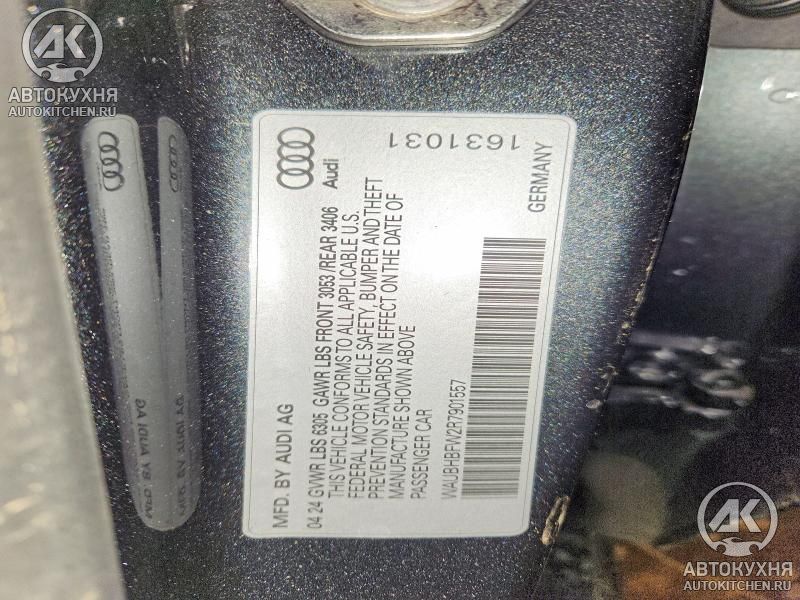 AK
АВТОКУХНЯ
AUTOKITCHEN.RU
MFD. BY AUDI AG
Audi
1631031
04 24 GVWR LBS 6305 GAWR LBS FRONT 3053 /REAR 3406
THIS VEHICLE CONFORMS TO ALL APPLICABLE U.S.
FEDERAL MOTOR VEHICLE SAFETY, BUMPER AND THEFT
PREVENTION STANDARDS IN EFFECT ON THE DATE OF
MANUFACTURE SHOWN ABOVE
PASSENGER CAR
WAUBHBFW2R7901557
GERMANY
AK
АВТОКУХНЯ
AUTOKITCHEN.RU